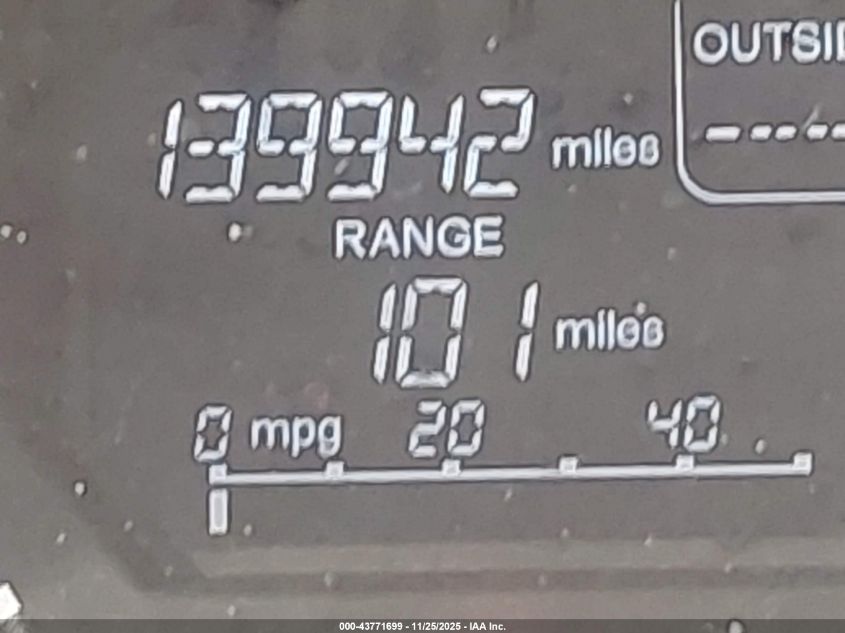 139942 miles
OUTSID
-----
RANGE
101 miles
0 mpg 20 40
000-43771699 - 11/25/2025 - IAA Inc.